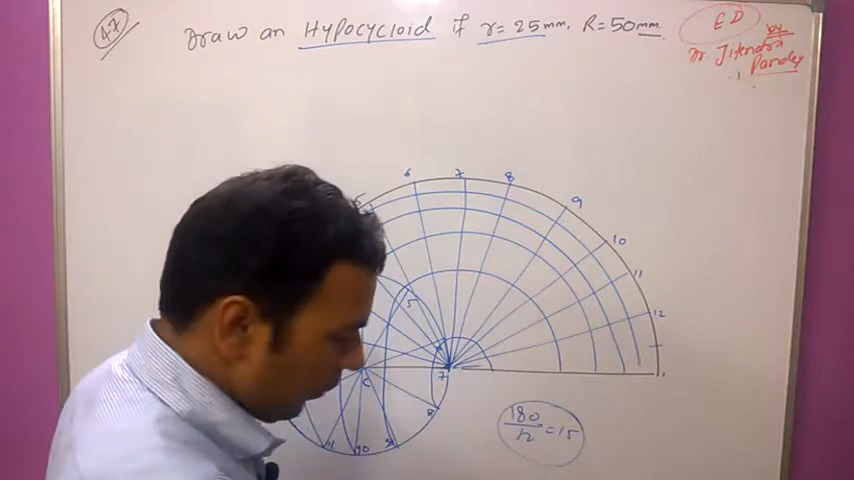 47
Draw an HYPOcycloid if r = 25mm, R = 50mm.
ED
by
Dr Jitendra
Pandey
5
6
7
8
9
10
11
12
5
C
7
8
9
10
11
180/12 = 15